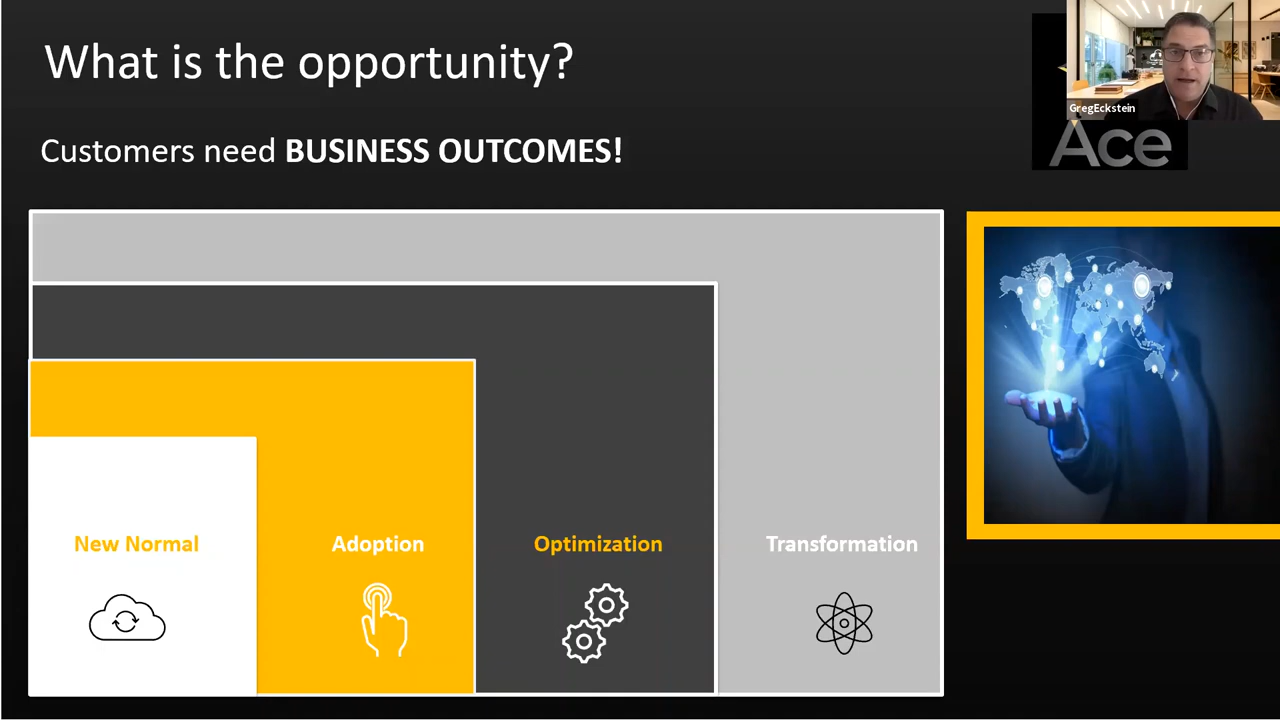 What is the opportunity?
Customers need BUSINESS OUTCOMES!
GregEckstein
Ace
New Normal
Adoption
Optimization
Transformation